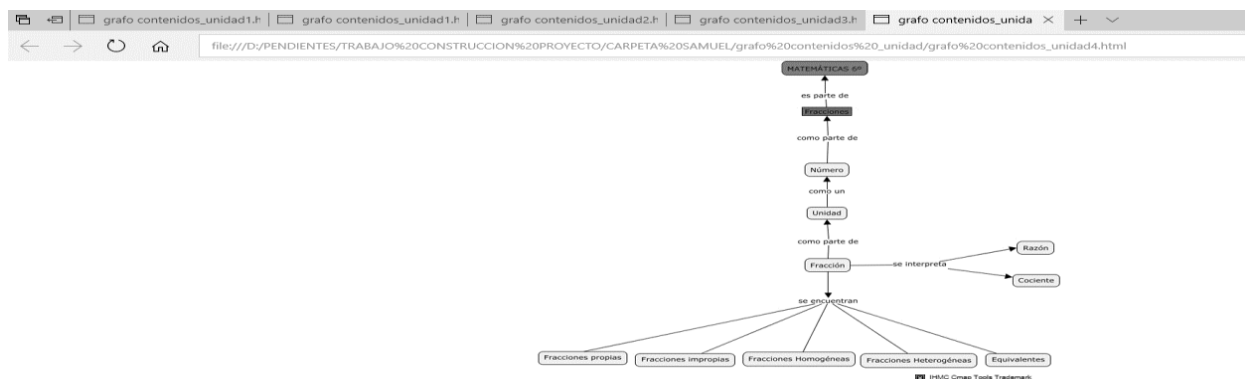 grafo contenidos_unidad1.h grafo contenidos_unidad1.h grafo contenidos_unidad2.h grafo contenidos_unidad3.h grafo contenidos_unida
file:///D:/PENDIENTES/TRABAJO%20CONSTRUCCION%20PROYECTO/CARPETA%20SAMUEL/grafo%20contenidos%20_unidad/grafo%20contenidos_unidad4.html
MATEMÁTICAS 6º
es parte de
Fracciones
como parte de
Número
como un
Unidad
como parte de
Razón
Fracción se interpreta
Cociente
se encuentran
Fracciones propias Fracciones impropias Fracciones Homogéneas Fracciones Heterogéneas Equivalentes
IHMC Cmap Tools Trademark